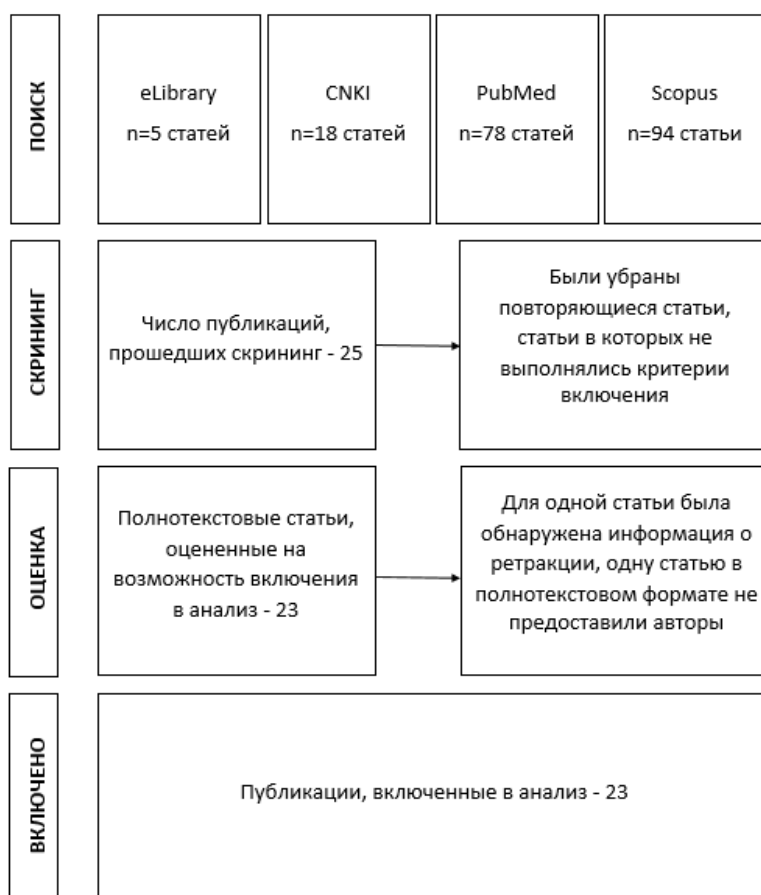 ПОИСК
eLibrary
n=5 статей
CNKI
n=18 статей
PubMed
n=78 статей
Scopus
n=94 статьи
СКРИНИНГ
Число публикаций,
прошедших скрининг - 25
Были убраны
повторяющиеся статьи,
статьи в которых не
выполнялись критерии
включения
ОЦЕНКА
Полнотекстовые статьи,
оцененные на
возможность включения
в анализ - 23
Для одной статьи была
обнаружена информация о
ретракции, одну статью в
полнотекстовом формате не
предоставили авторы
ВКЛЮЧЕНО
Публикации, включенные в анализ - 23